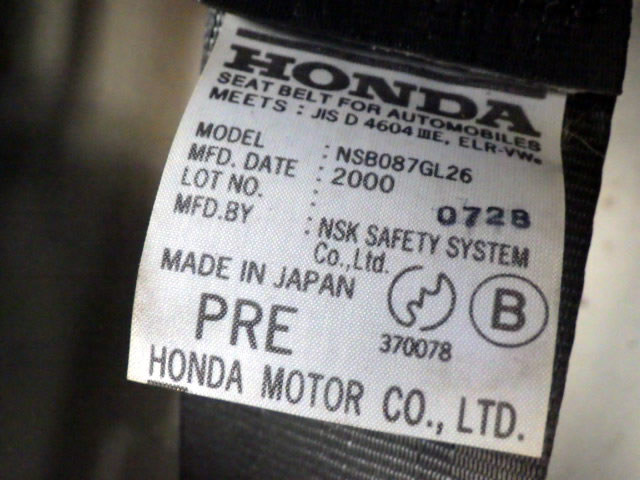 HONDA
SEAT BELT FOR AUTOMOBILES
MEETS : JIS D 4604 ⅢE, ELR-VW.
MODEL : NSB087GL26
MFD. DATE : 2000
LOT NO. : 0728
MFD.BY : NSK SAFETY SYSTEM
Co.,Ltd.
MADE IN JAPAN
B
PRE
370078
HONDA MOTOR CO., LTD.